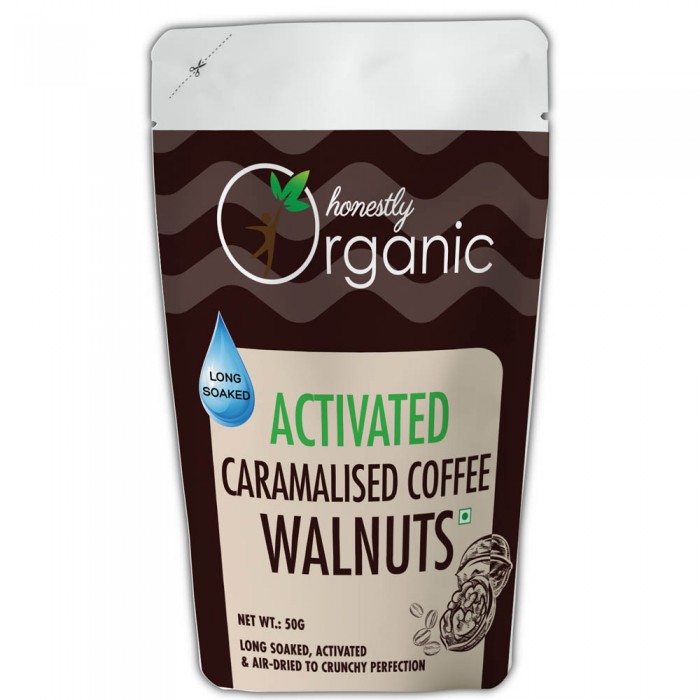 honestly
Organic
LONG
SOAKED
ACTIVATED
CARAMALISED COFFEE
WALNUTS
NET WT.: 50G
LONG SOAKED, ACTIVATED
& AIR-DRIED TO CRUNCHY PERFECTION